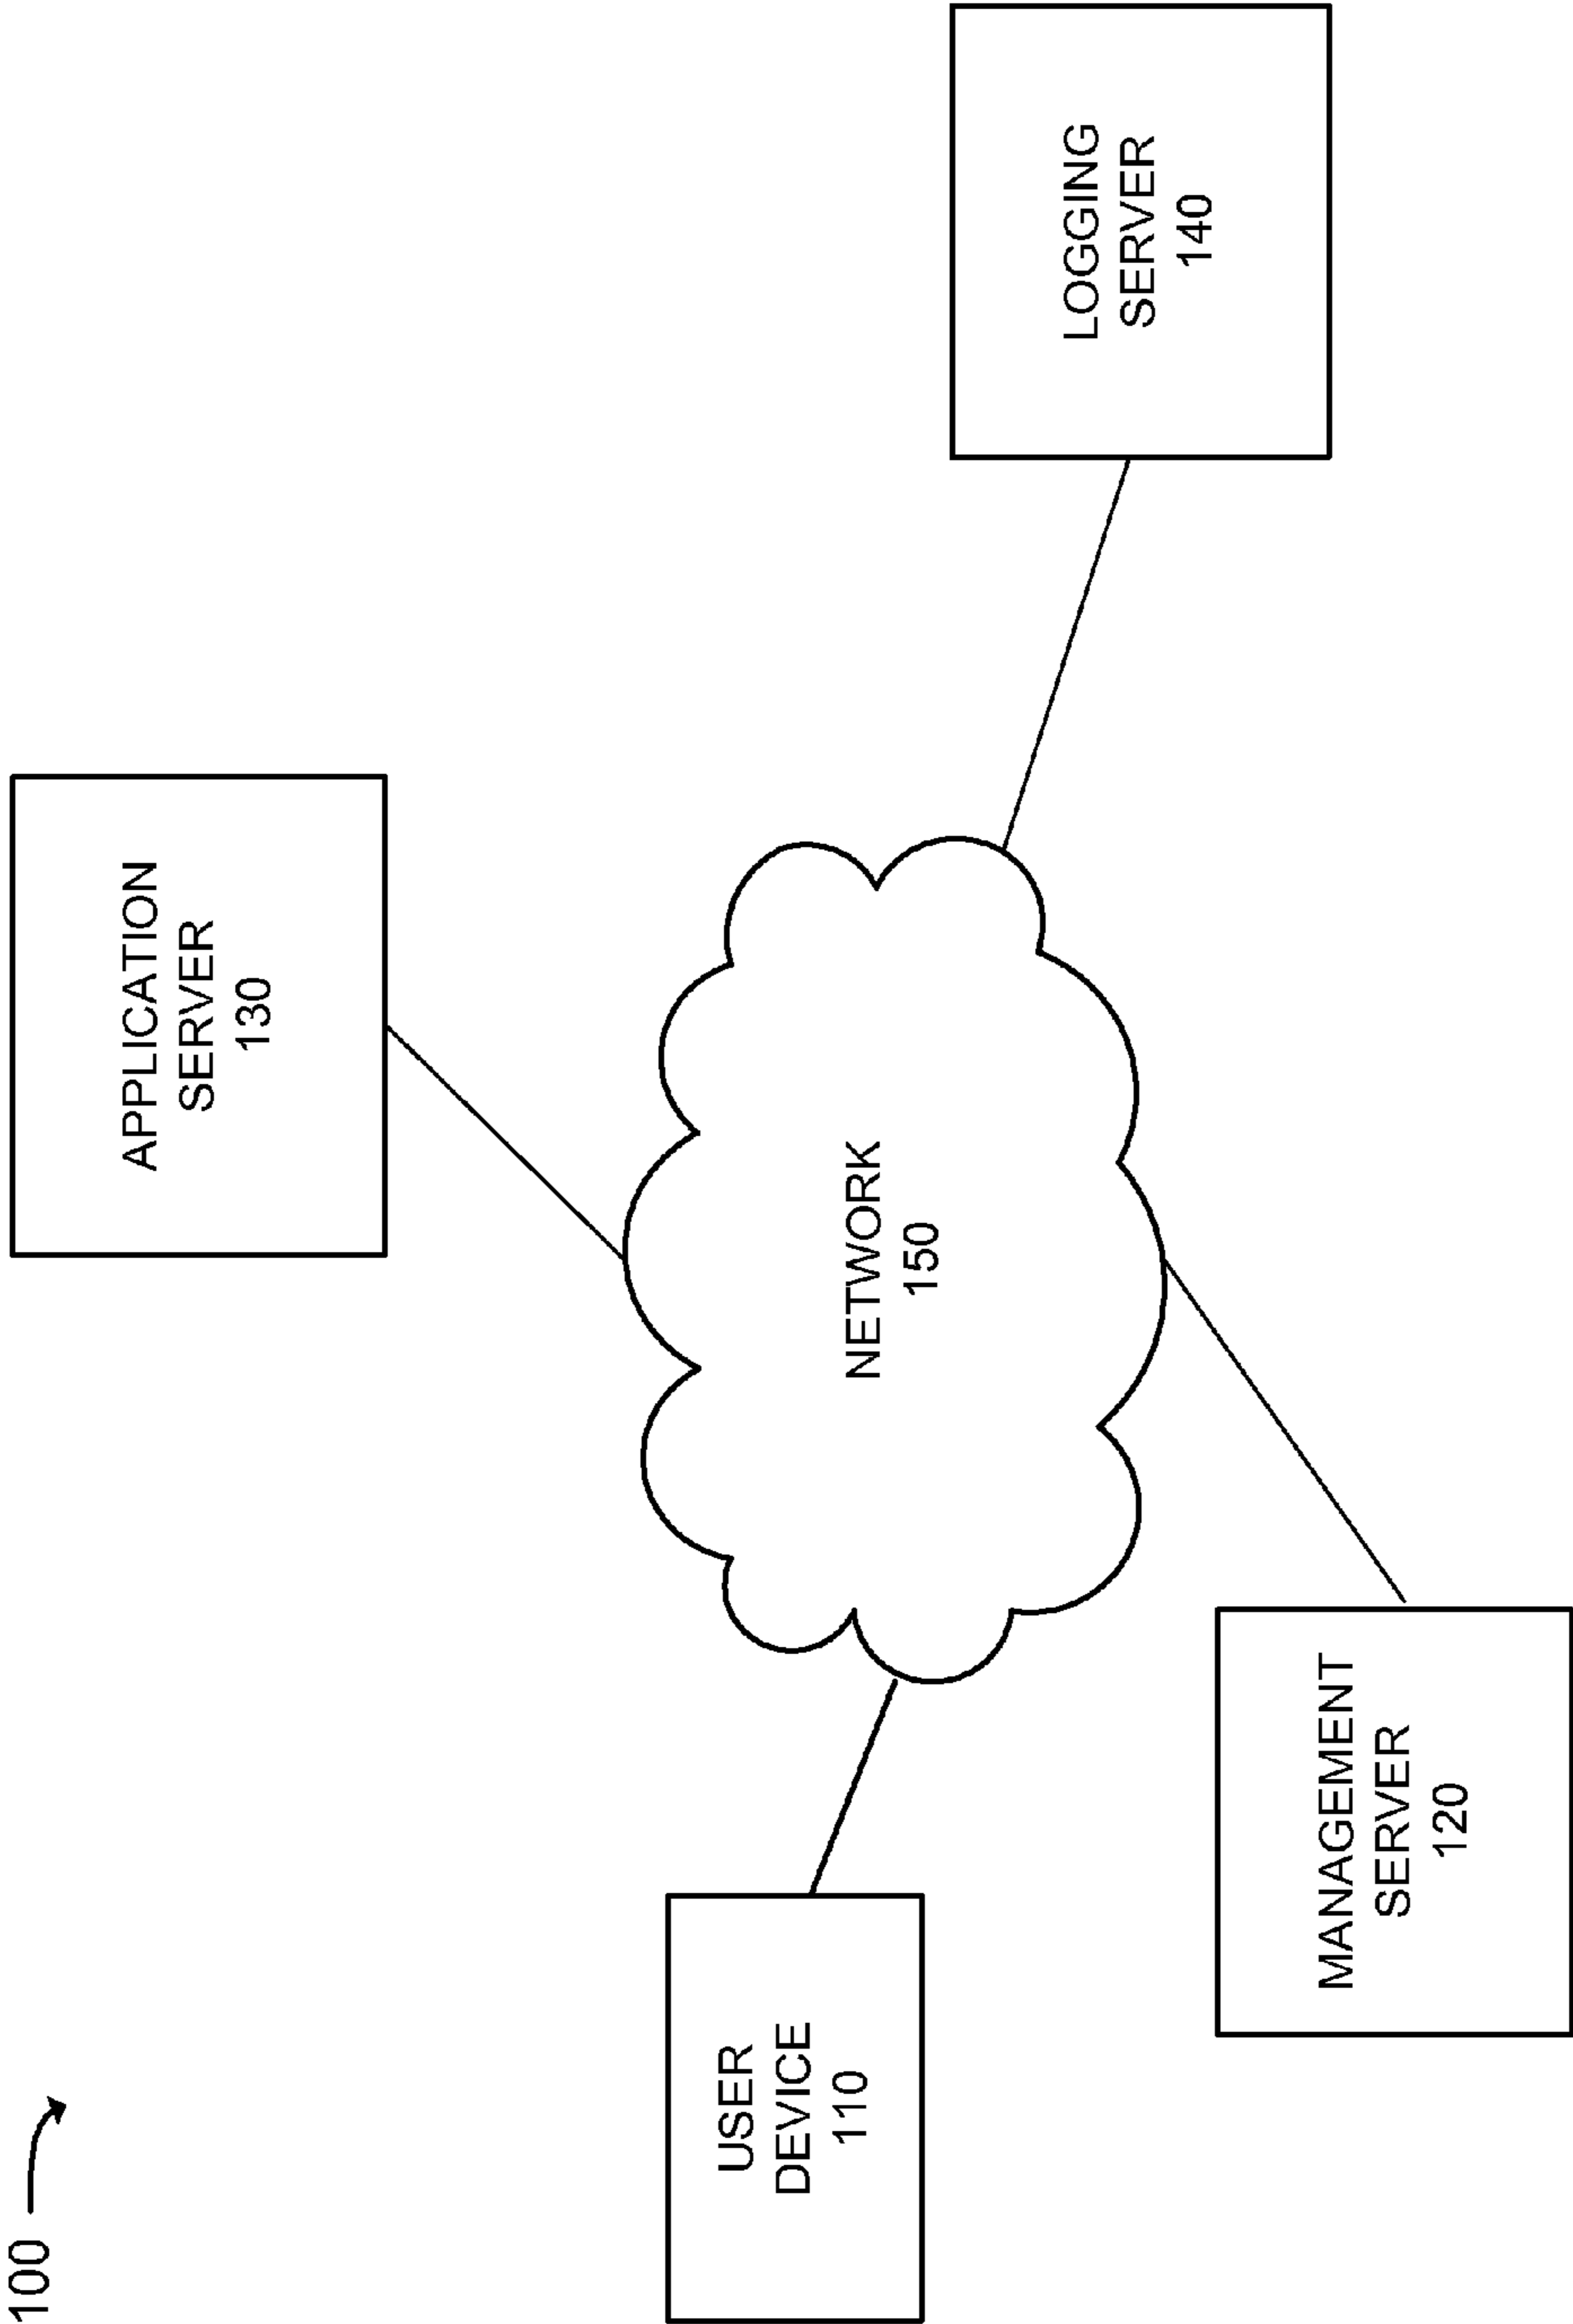 100
APPLICATION
SERVER
130
USER
DEVICE
110
NETWORK
150
LOGGING
SERVER
140
MANAGEMENT
SERVER
120